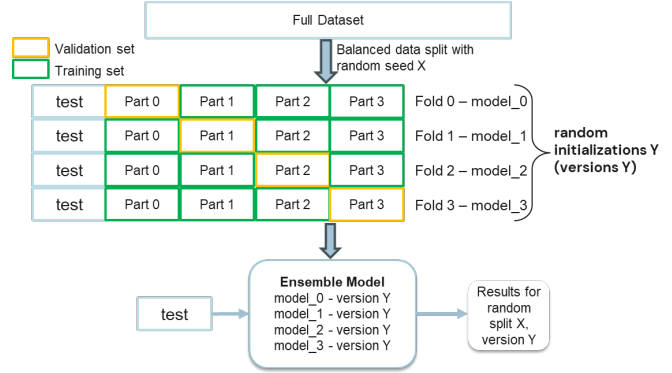 Full Dataset
Validation set
Training set
Balanced data split with
random seed X
test Part 0 Part 1 Part 2 Part 3 Fold 0 – model_0
test Part 0 Part 1 Part 2 Part 3 Fold 1 – model_1
test Part 0 Part 1 Part 2 Part 3 Fold 2 – model_2
test Part 0 Part 1 Part 2 Part 3 Fold 3 – model_3
random
initializations Y
(versions Y)
test
Ensemble Model
model_0 - version Y
model_1 - version Y
model_2 - version Y
model_3 - version Y
Results for
random
split X,
version Y